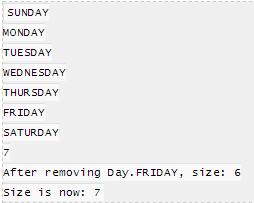 SUNDAY
MONDAY
TUESDAY
WEDNESDAY
THURSDAY
FRIDAY
SATURDAY
7
After removing Day.FRIDAY, size: 6
Size is now: 7